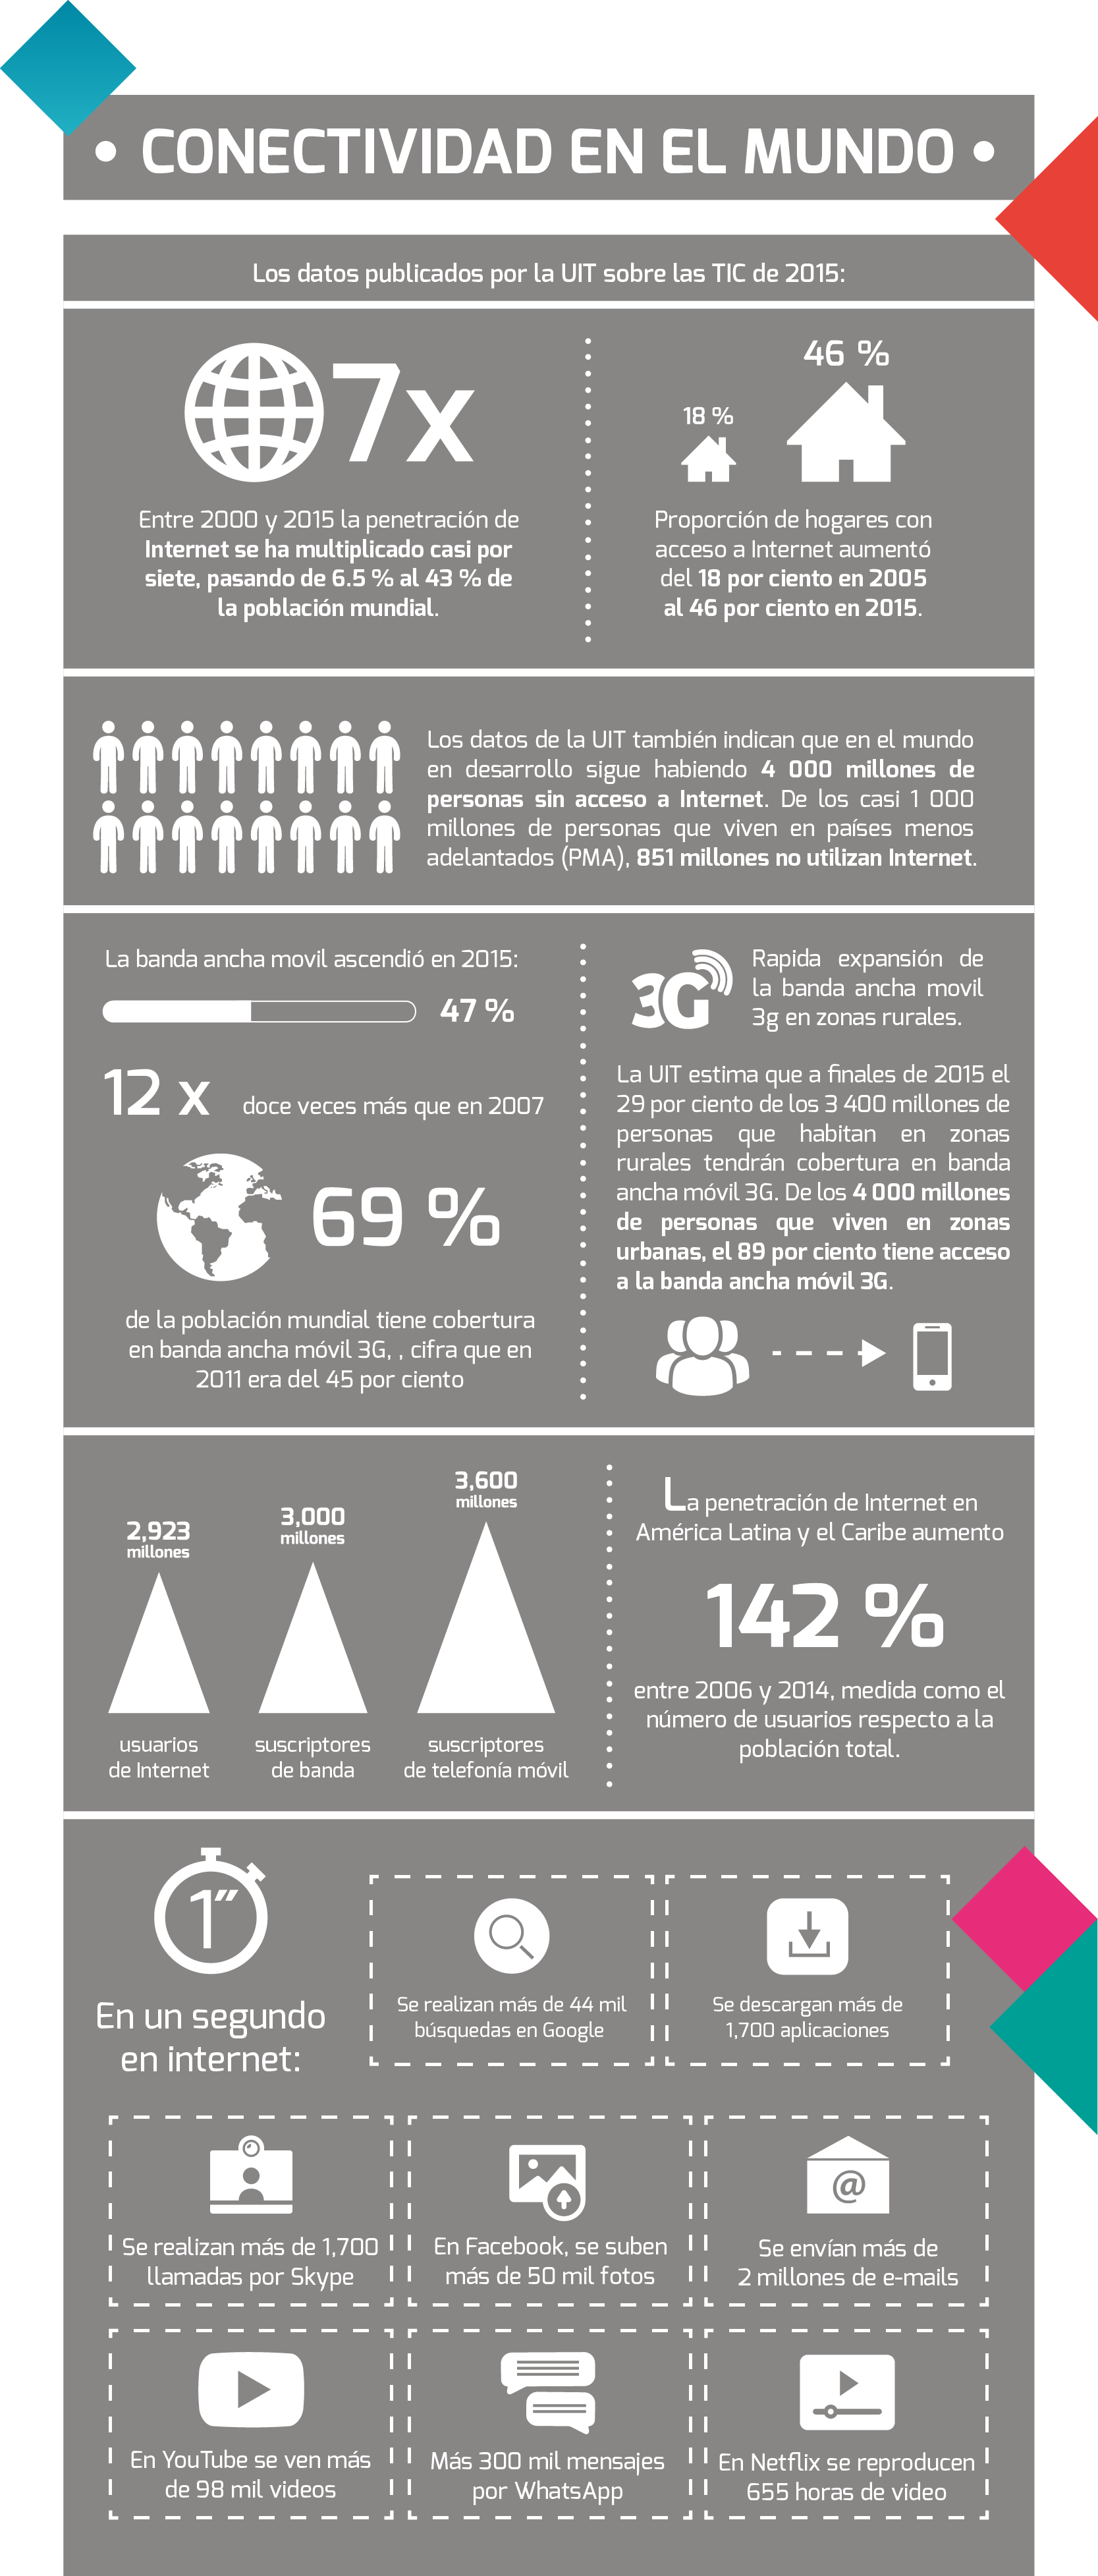 • CONECTIVIDAD EN EL MUNDO •
Los datos publicados por la UIT sobre las TIC de 2015:
7x
Entre 2000 y 2015 la penetración de
Internet se ha multiplicado casi por
siete, pasando de 6.5 % al 43 % de
la población mundial.
18 %
46 %
Proporción de hogares con
acceso a Internet aumentó
del 18 por ciento en 2005
al 46 por ciento en 2015.
Los datos de la UIT también indican que en el mundo
en desarrollo sigue habiendo 4 000 millones de
personas sin acceso a Internet. De los casi 1 000
millones de personas que viven en países menos
adelantados (PMA), 851 millones no utilizan Internet.
La banda ancha movil ascendió en 2015:
47 %
12 x doce veces más que en 2007
69 %
de la población mundial tiene cobertura
en banda ancha móvil 3G, , cifra que en
2011 era del 45 por ciento
3G
Rapida expansión de
la banda ancha movil
3g en zonas rurales.
La UIT estima que a finales de 2015 el
29 por ciento de los 3 400 millones de
personas que habitan en zonas
rurales tendrán cobertura en banda
ancha móvil 3G. De los 4 000 millones
de personas que viven en zonas
urbanas, el 89 por ciento tiene acceso
a la banda ancha móvil 3G.
2,923
millones
usuarios
de Internet
3,000
millones
suscriptores
de banda
3,600
millones
suscriptores
de telefonía móvil
La penetración de Internet en
América Latina y el Caribe aumento
142 %
entre 2006 y 2014, medida como el
número de usuarios respecto a la
población total.
1”
En un segundo
en internet:
Se realizan más de 44 mil
búsquedas en Google
Se descargan más de
1,700 aplicaciones
Se realizan más de 1,700
llamadas por Skype
En Facebook, se suben
más de 50 mil fotos
@
Se envían más de
2 millones de e-mails
En YouTube se ven más
de 98 mil videos
Más 300 mil mensajes
por WhatsApp
En Netflix se reproducen
655 horas de video